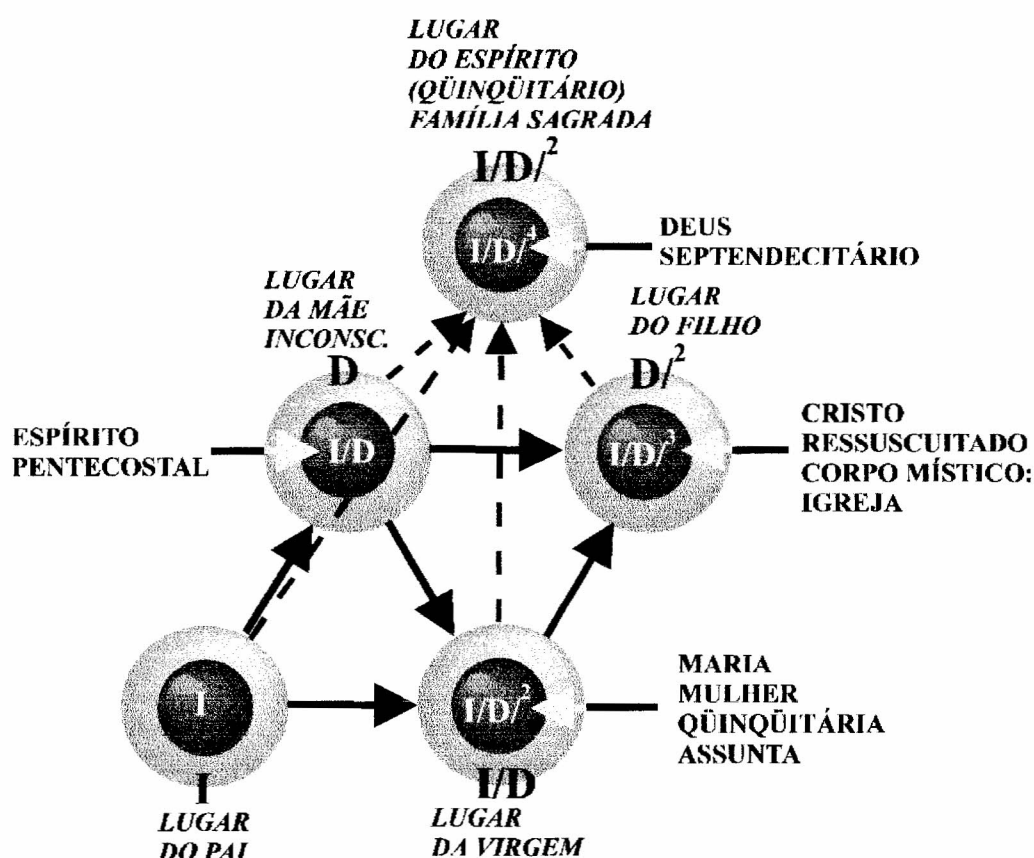 LUGAR
DO ESPÍRITO
(QÜINQÜITÁRIO)
FAMÍLIA SAGRADA
I/D/²
I/D/⁴
DEUS
SEPTENDECITÁRIO
LUGAR
DA MÃE
INCONSC.
D
I/D
ESPÍRITO
PENTECOSTAL
LUGAR
DO FILHO
D/²
I/D/³
CRISTO
RESSUSCUITADO
CORPO MÍSTICO:
IGREJA
I
I
LUGAR
DO PAI
I/D/²
I/D
LUGAR
DA VIRGEM
MARIA
MULHER
QÜINQÜITÁRIA
ASSUNTA